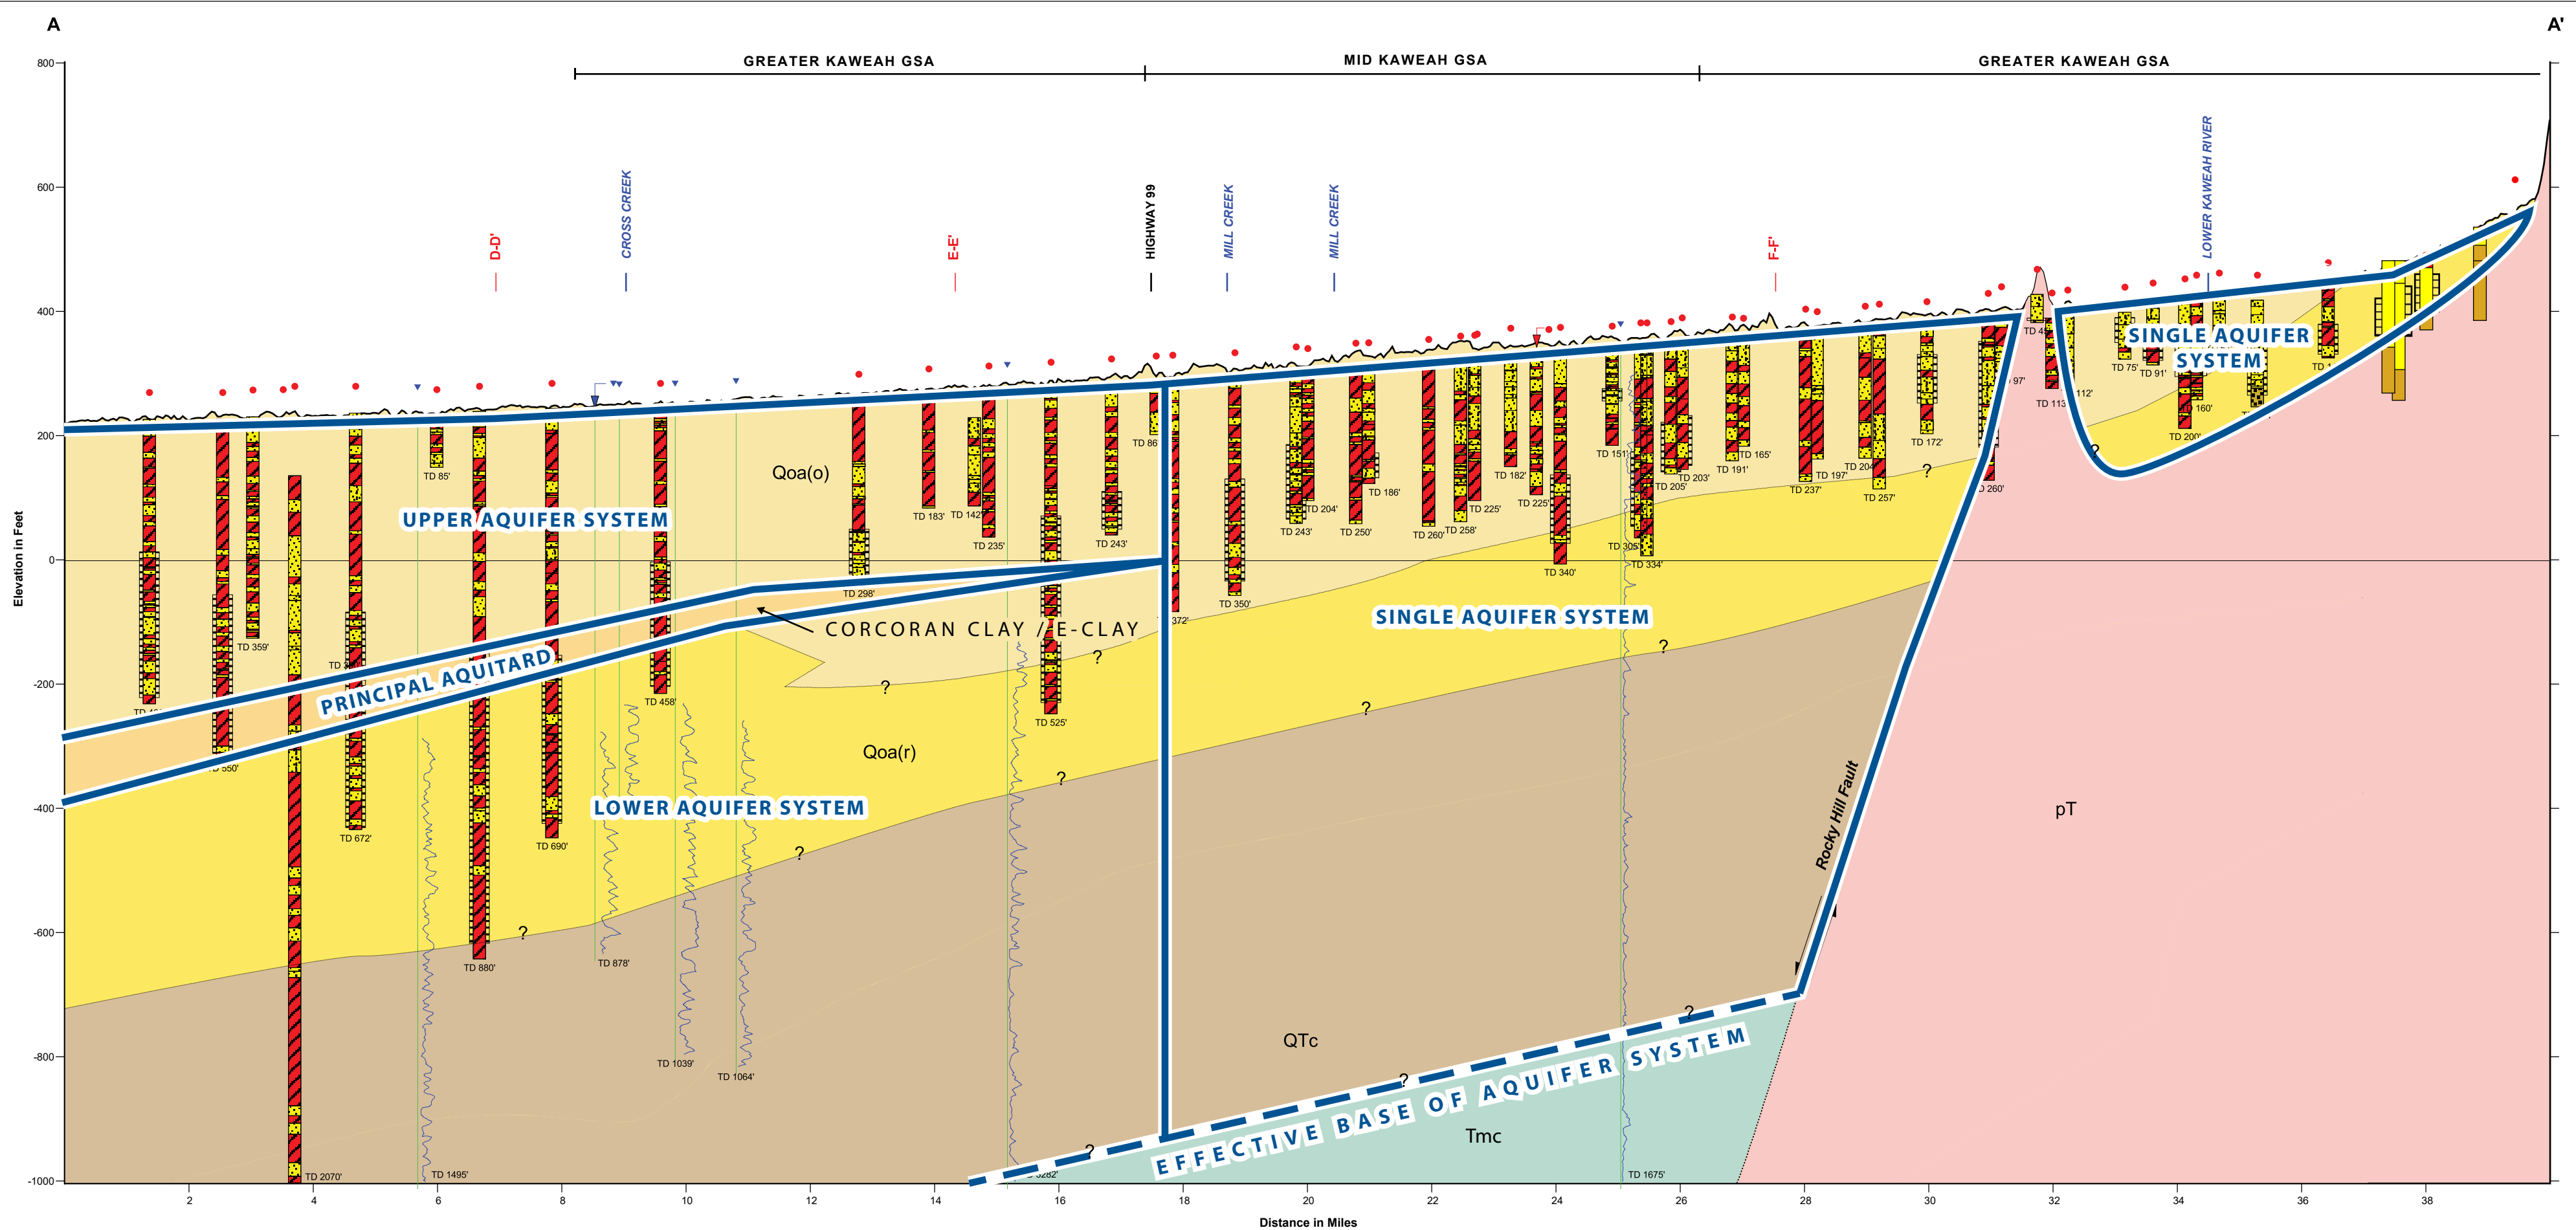 A
A'
GREATER KAWEAH GSA
MID KAWEAH GSA
GREATER KAWEAH GSA
800
600
400
200
0
-200
-400
-600
-800
-1000
Elevation in Feet
D-D'
CROSS CREEK
E-E'
HIGHWAY 99
MILL CREEK
MILL CREEK
F-F'
LOWER KAWEAH RIVER
SINGLE AQUIFER
SYSTEM
TD 75'
TD 91'
TD 200'
160'
97'
112'
TD 85'
TD 86'
TD 172'
TD 151'
TD 165'
TD 191'
TD 182'
TD 197'
TD 203'
TD 205'
TD 204'
TD 237'
TD 257'
260'
TD 186'
TD 204'
TD 225'
TD 225'
TD 243'
TD 250'
TD 260'
TD 258'
TD 183'
TD 142'
TD 235'
TD 243'
TD 305'
TD 334'
TD 340'
TD 298'
TD 350'
372'
Qoa(o)
UPPER AQUIFER SYSTEM
CORCORAN CLAY / E-CLAY
SINGLE AQUIFER SYSTEM
PRINCIPAL AQUITARD
TD 359'
TD 458'
TD 525'
550'
Qoa(r)
LOWER AQUIFER SYSTEM
TD 672'
TD 690'
TD 880'
TD 878'
TD 1039'
TD 1064'
TD 2070'
TD 1495'
TD 1675'
?
?
?
?
?
?
?
?
?
?
?
?
?
Rocky Hill Fault
pT
QTc
Tmc
EFFECTIVE BASE OF AQUIFER SYSTEM
2
4
6
8
10
12
14
16
18
20
22
24
26
28
30
32
34
36
38
Distance in Miles